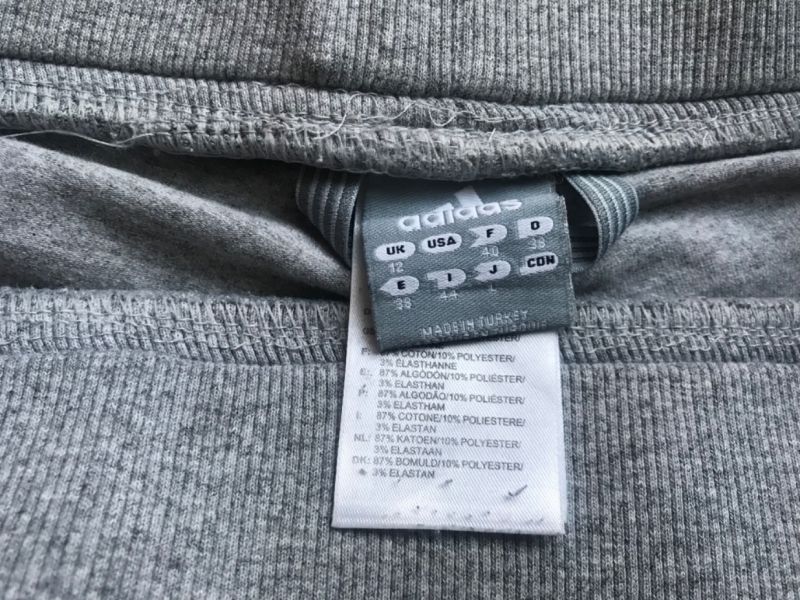 adidas
UK USA F D
12 40 38
E I J CDN
38 44 L
MADE IN TURKEY
F: 87% COTON/10% POLYESTER/
3% ELASTHANNE
E: 87% ALGODÓN/10% POLIÉSTER/
3% ELASTHAN
P: 87% ALGODÃO/10% POLIÉSTER/
3% ELASTHAM
I: 87% COTONE/10% POLIESTERE/
3% ELASTAN
NL: 87% KATOEN/10% POLYESTER/
3% ELASTAAN
DK: 87% BOMULD/10% POLYESTER/
3% ELASTAN